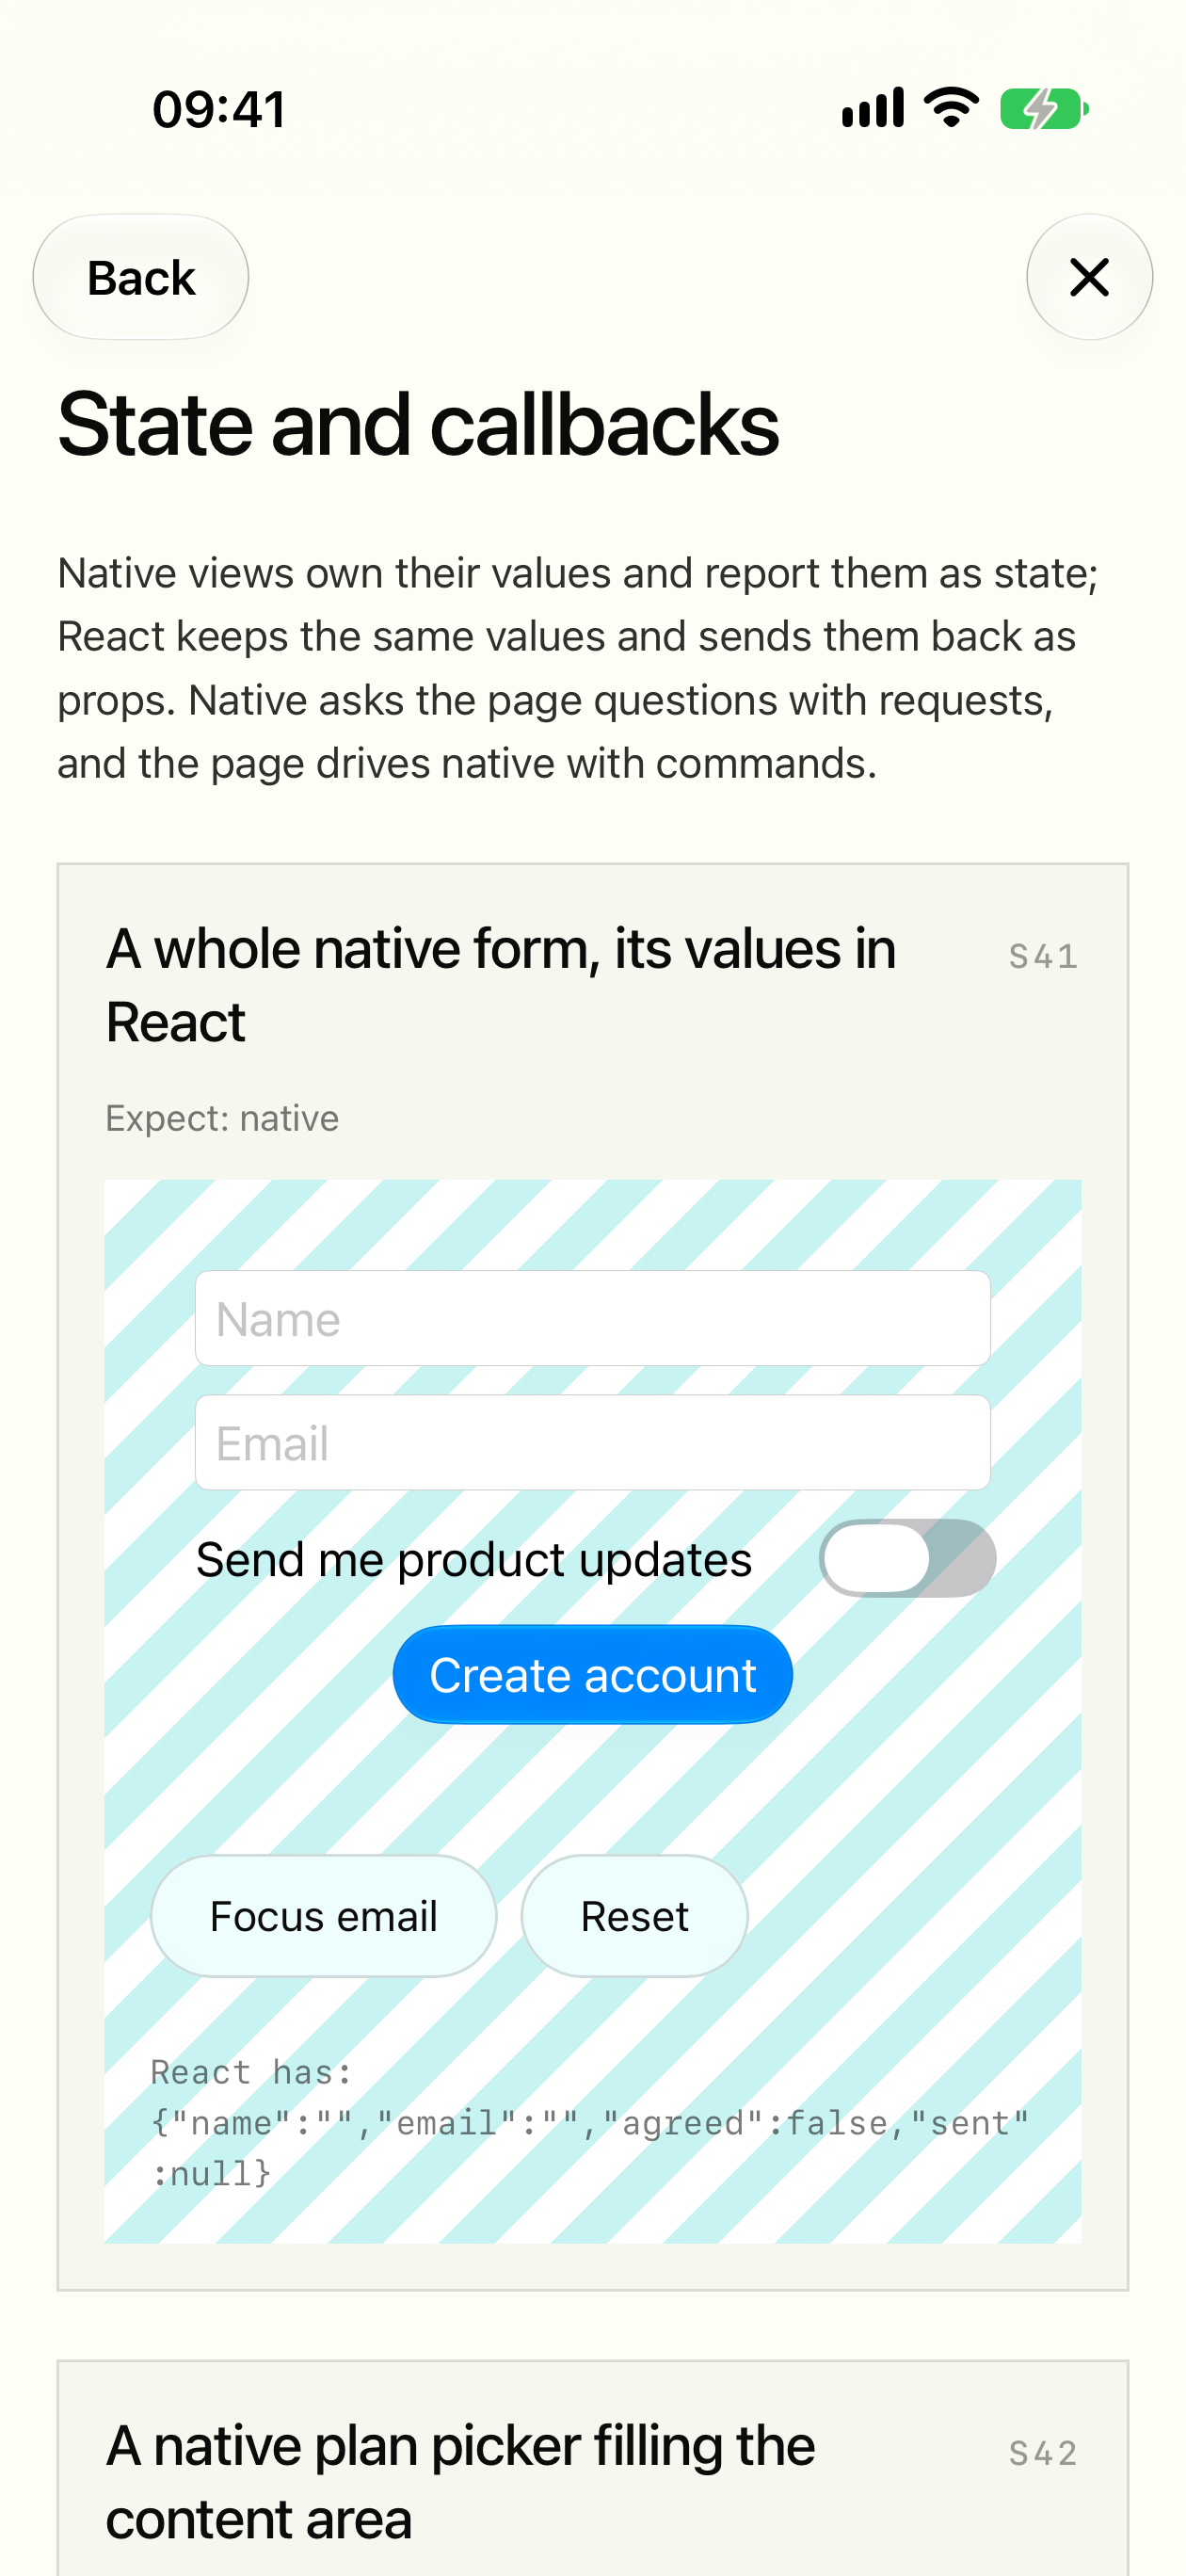 09:41
Back
State and callbacks
Native views own their values and report them as state;
React keeps the same values and sends them back as
props. Native asks the page questions with requests,
and the page drives native with commands.
A whole native form, its values in
React
S41
Expect: native
Name
Email
Send me product updates
Create account
Focus email
Reset
React has:
{"name":"","email":"","agreed":false,"sent"
:null}
A native plan picker filling the
content area
S42